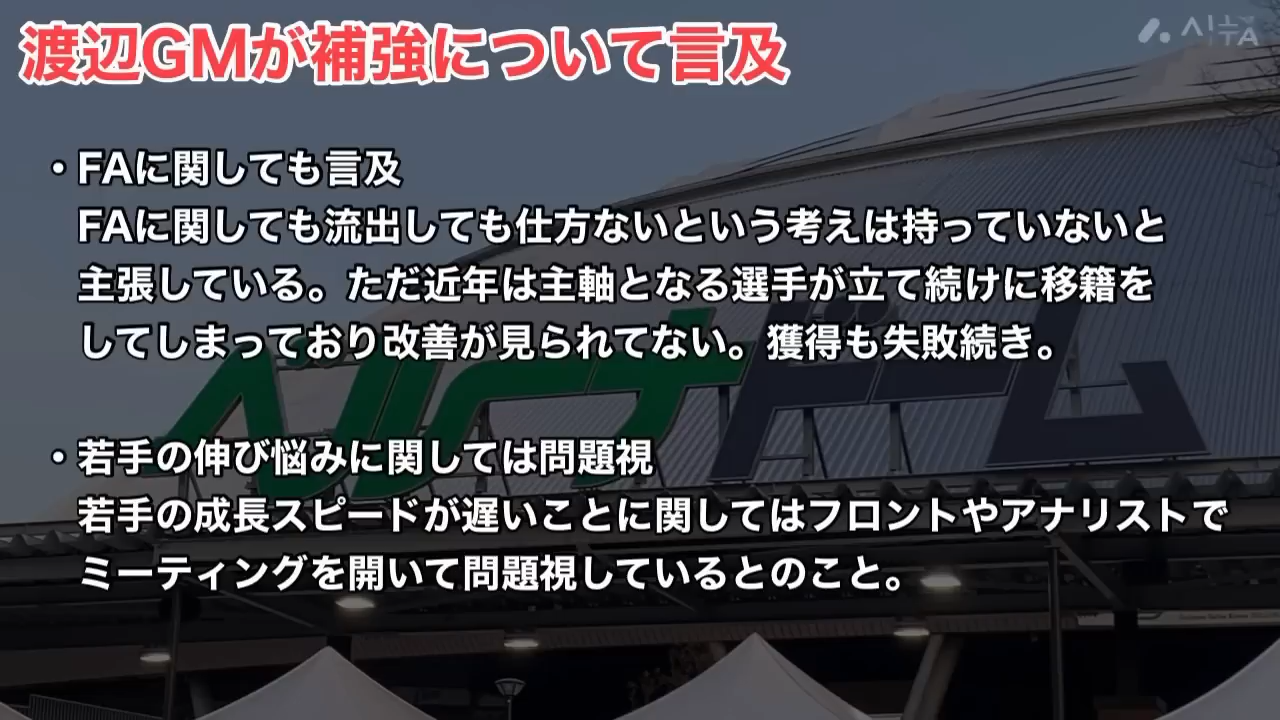 渡辺GMが補強について言及
・FAに関しても言及
FAに関しても流出しても仕方ないという考えは持っていないと
主張している。ただ近年は主軸となる選手が立て続けに移籍を
してしまっており改善が見られてない。獲得も失敗続き。
ベルーナドーム
・若手の伸び悩みに関しては問題視
若手の成長スピードが遅いことに関してはフロントやアナリストで
ミーティングを開いて問題視しているとのこと。